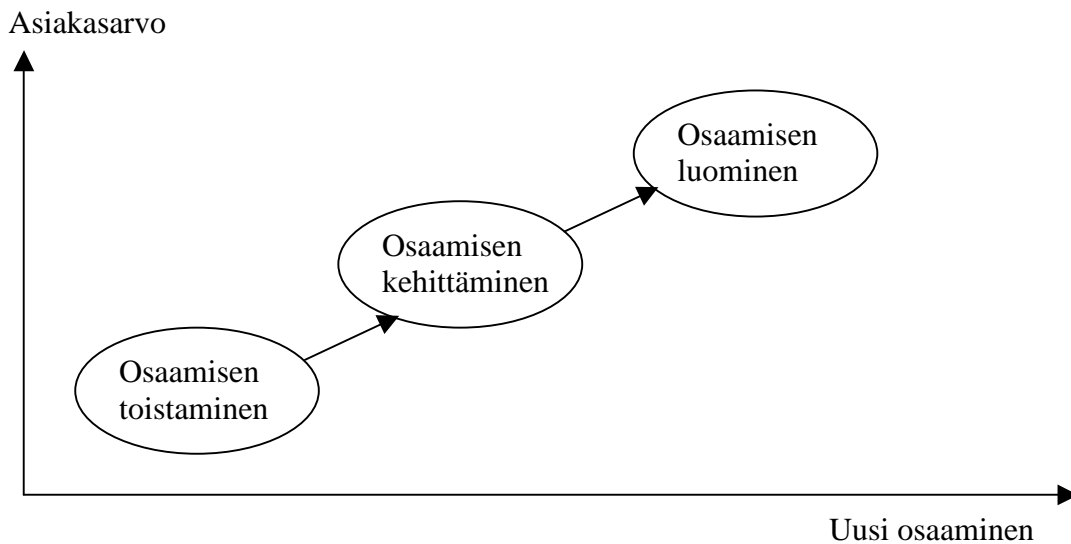 Asiakasarvo
Osaamisen
luominen
Osaamisen
kehittäminen
Osaamisen
toistaminen
Uusi osaaminen